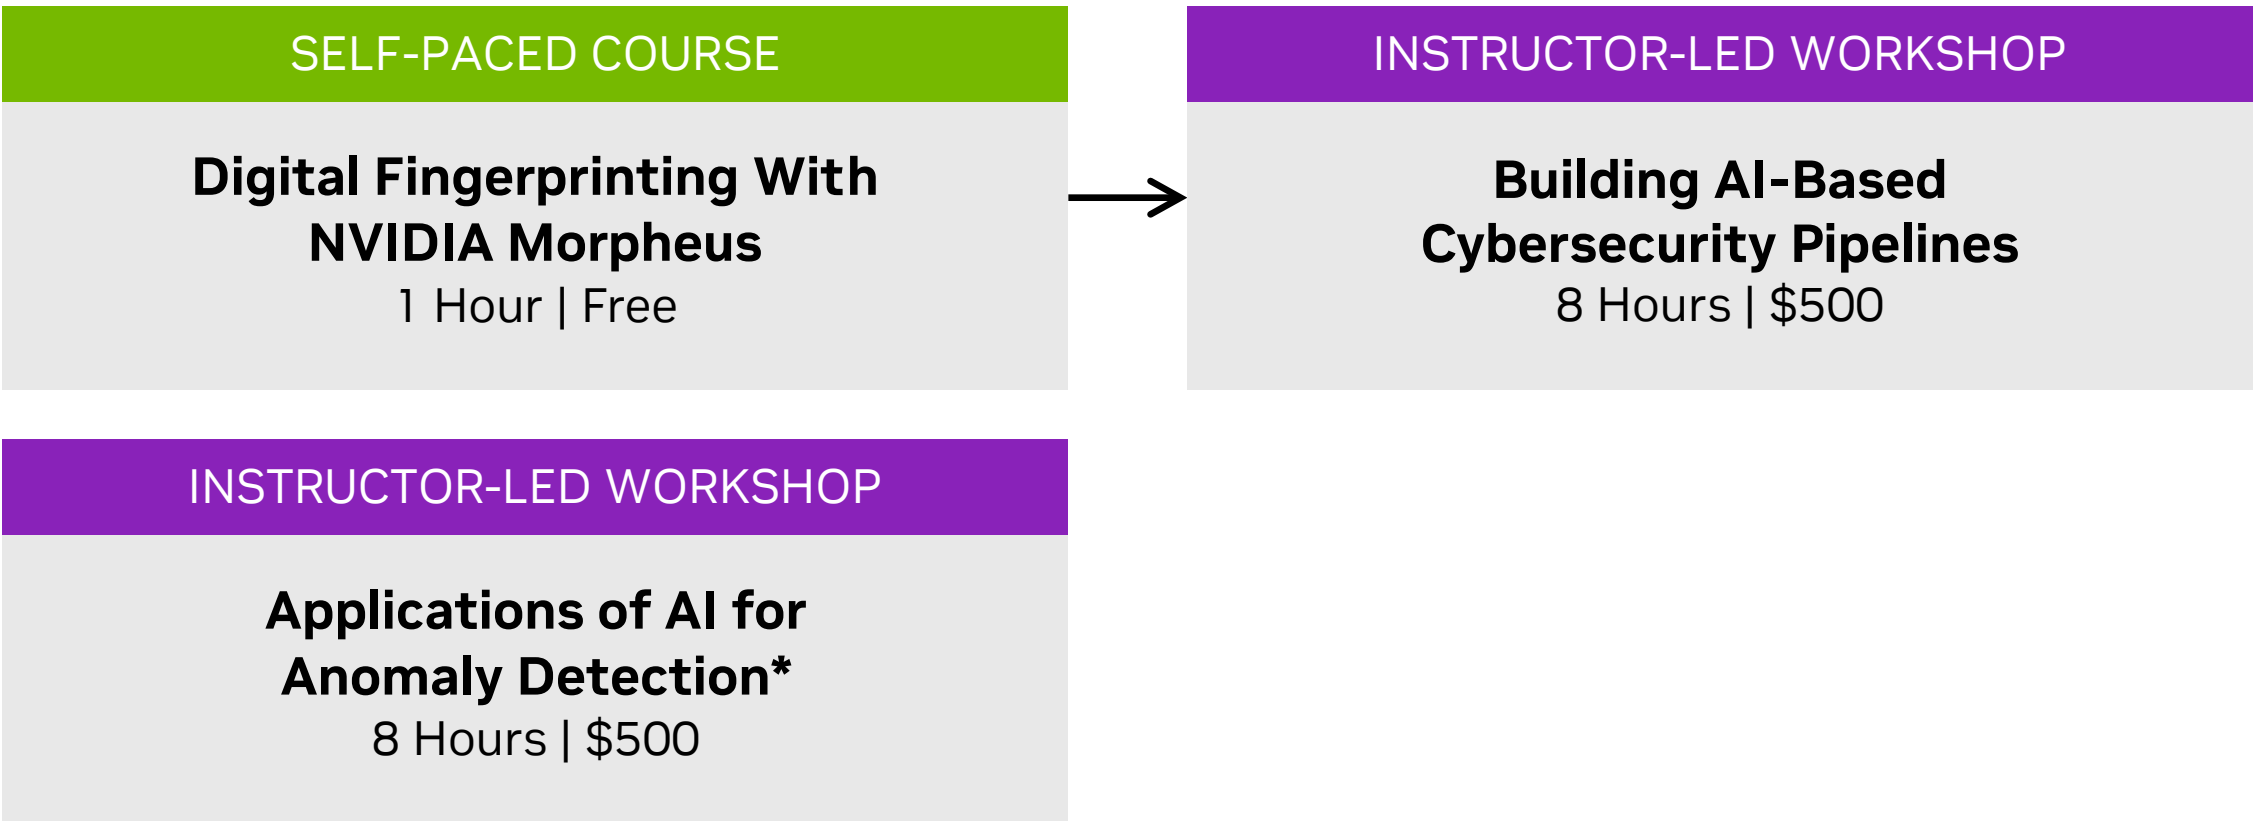 SELF-PACED COURSE
Digital Fingerprinting With
NVIDIA Morpheus
1 Hour | Free
INSTRUCTOR-LED WORKSHOP
Building AI-Based
Cybersecurity Pipelines
8 Hours | $500
INSTRUCTOR-LED WORKSHOP
Applications of AI for
Anomaly Detection*
8 Hours | $500